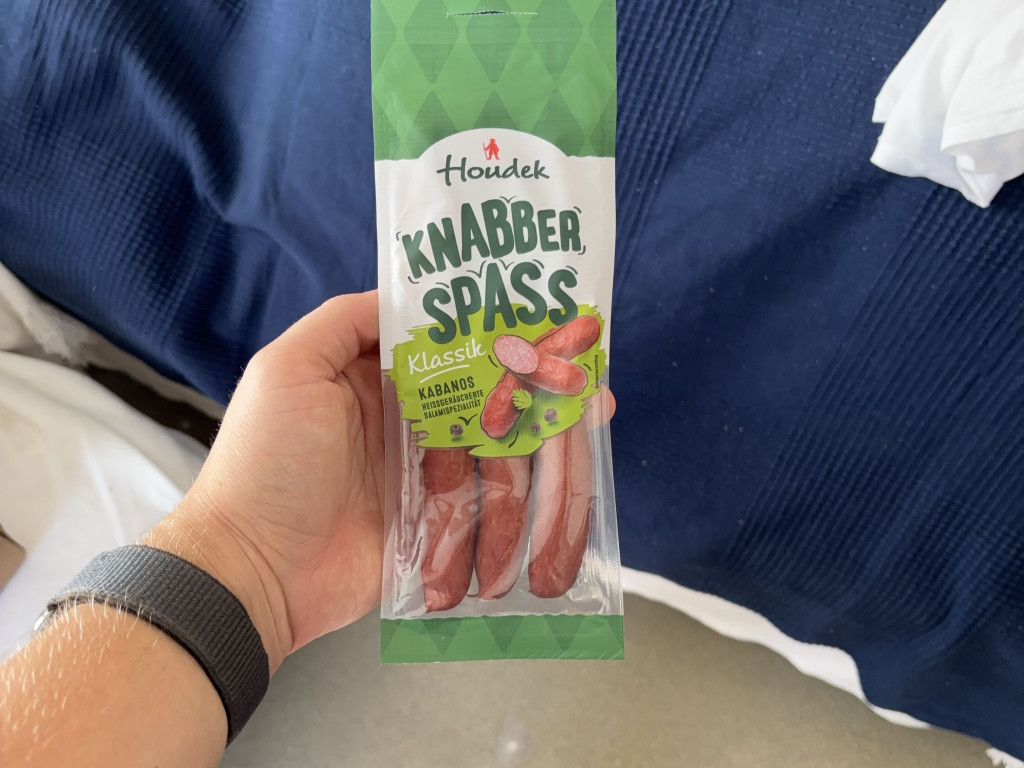 Houdek
KNABBER
SPASS
Klassik
KABANOS
HEISSGERÄUCHERTE
SALAMISPEZIALITÄT